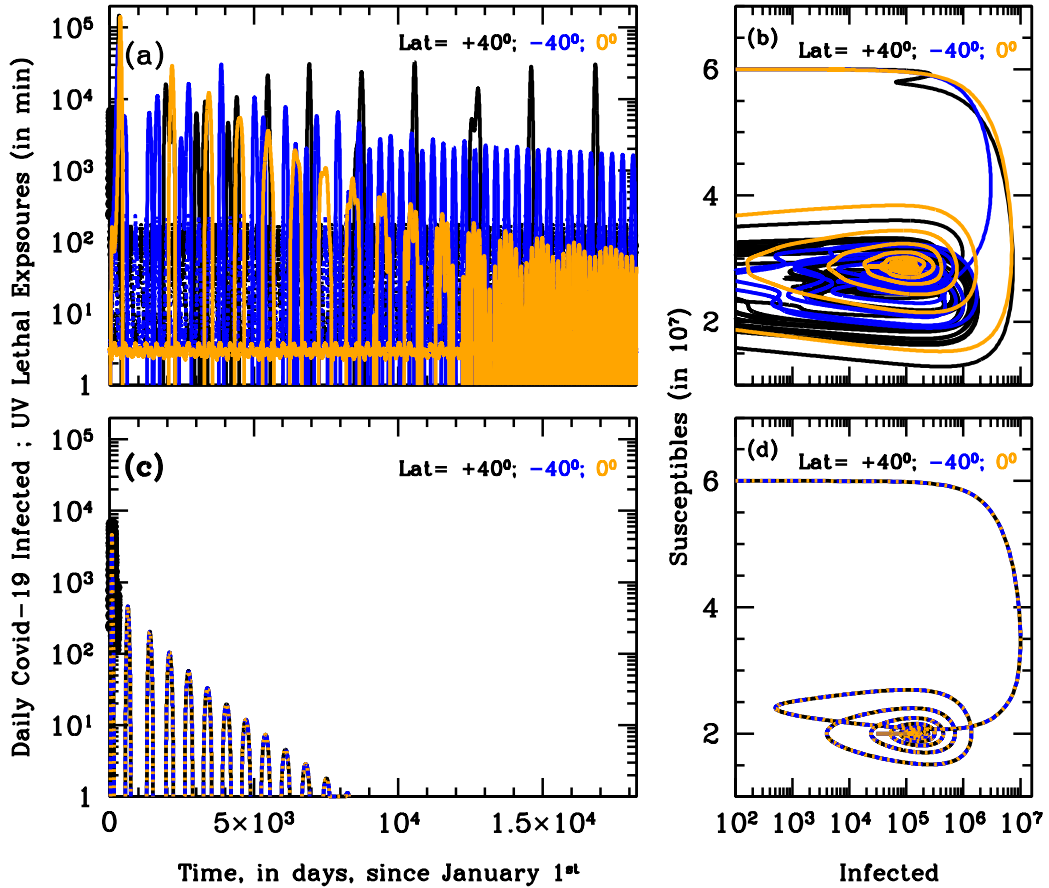 Daily Covid-19 Infected ; UV Lethal Expsoures (in min)
10⁵
10⁴
10³
10²
10¹
1
(a)
Lat= +40⁰; -40⁰; 0⁰
10⁵
10⁴
10³
10²
10¹
1
(c)
Lat= +40⁰; -40⁰; 0⁰
0
5×10³
10⁴
1.5×10⁴
Time, in days, since January 1ˢᵗ
Susceptibles (in 10⁷)
6
4
2
(b)
Lat= +40⁰; -40⁰; 0⁰
6
4
2
(d)
Lat= +40⁰; -40⁰; 0⁰
10²
10³
10⁴
10⁵
10⁶
10⁷
Infected